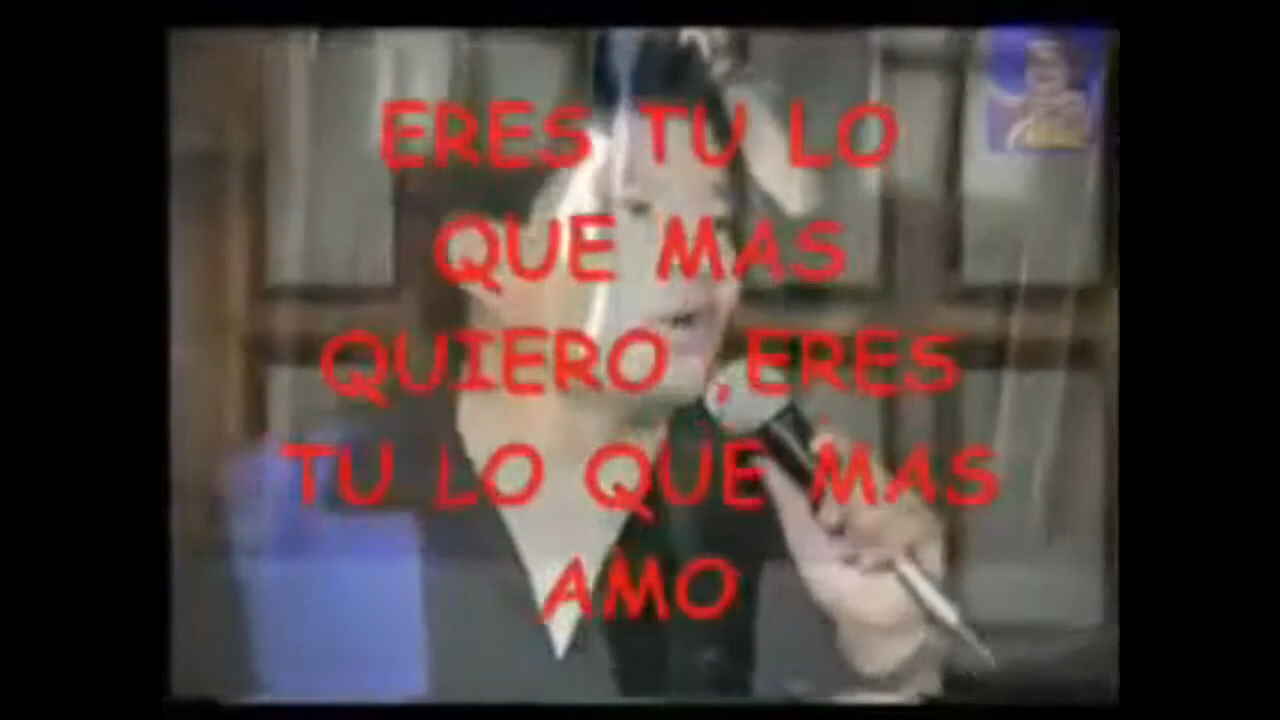 ERES TU LO
QUE MAS
QUIERO , ERES
TU LO QUE MAS
AMO